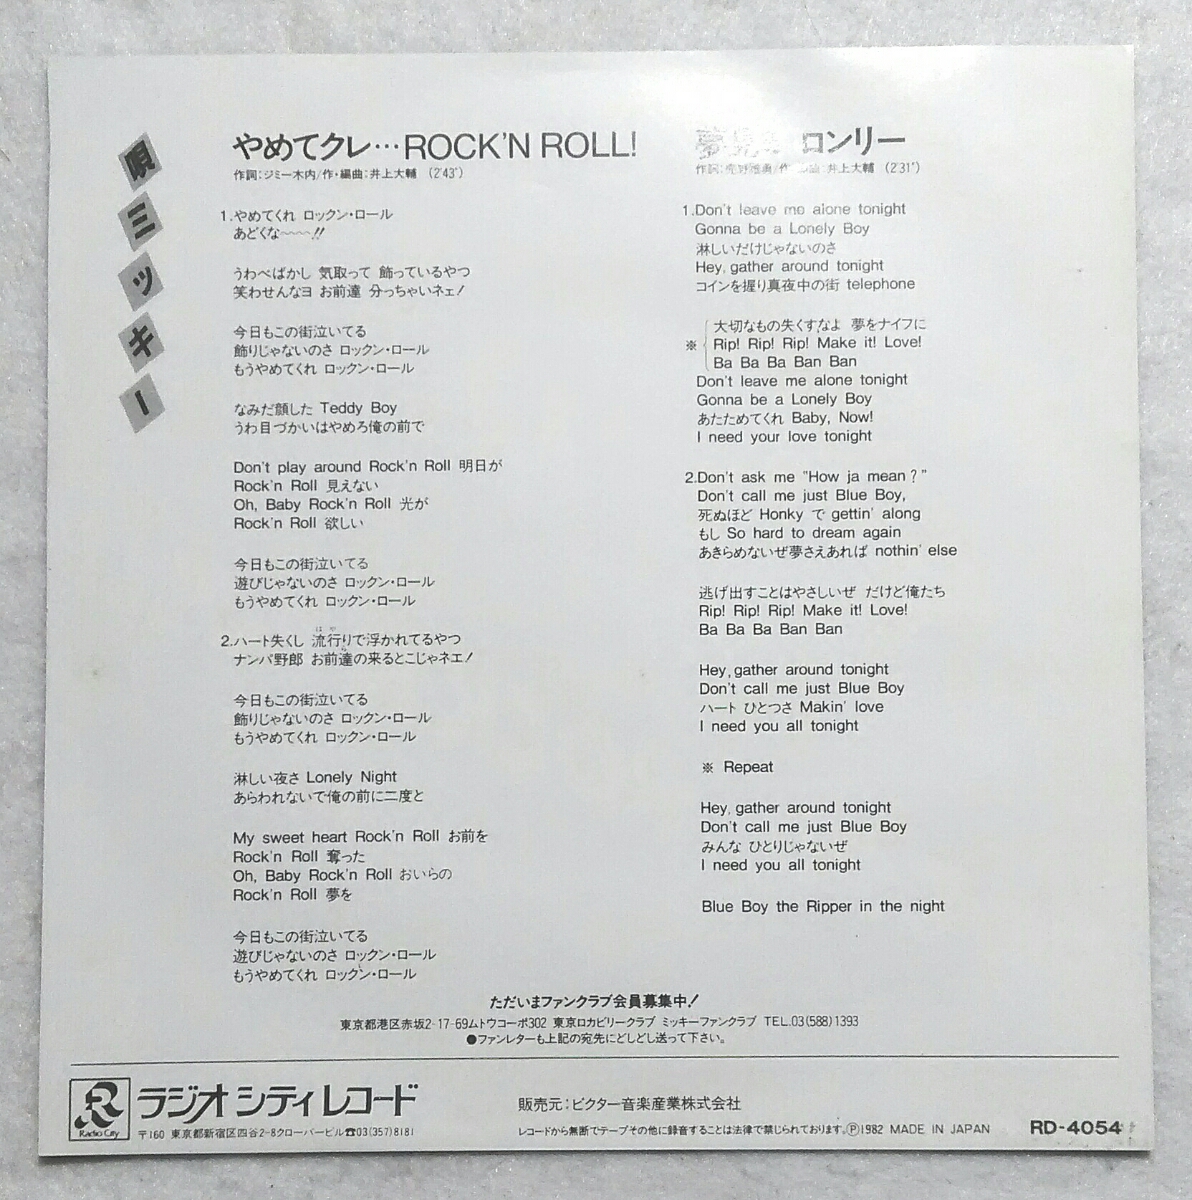 唄
ミッキー
やめてクレ…ROCK'N ROLL!
作詞:ジミー木内/作・編曲:井上大輔 (2'43")
1.やめてくれ ロックン・ロール
あどくな〜〜〜〜!!
うわべばかし 気取って 飾っているやつ
笑わせんなヨ お前達 分っちゃいネェ!
今日もこの街泣いてる
飾りじゃないのさ ロックン・ロール
もうやめてくれ ロックン・ロール
なみだ顔した Teddy Boy
うわ目づかいはやめろ俺の前で
Don't play around Rock'n Roll 明日が
Rock'n Roll 見えない
Oh, Baby Rock'n Roll 光が
Rock'n Roll 欲しい
今日もこの街泣いてる
遊びじゃないのさ ロックン・ロール
もうやめてくれ ロックン・ロール
2.ハート失くし 流行りで浮かれてるやつ
ナンパ野郎 お前達の来るとこじゃネエ!
今日もこの街泣いてる
飾りじゃないのさ ロックン・ロール
もうやめてくれ ロックン・ロール
淋しい夜さ Lonely Night
あらわれないで俺の前に二度と
My sweet heart Rock'n Roll お前を
Rock'n Roll 奪った
Oh, Baby Rock'n Roll おいらの
Rock'n Roll 夢を
今日もこの街泣いてる
遊びじゃないのさ ロックン・ロール
もうやめてくれ ロックン・ロール
夢見 ロンリー
作詞:売野雅勇/作 曲:井上大輔 (2'31")
1.Don't leave me alone tonight
Gonna be a Lonely Boy
淋しいだけじゃないのさ
Hey, gather around tonight
コインを握り真夜中の街 telephone
大切なもの失くすなよ 夢をナイフに
※ Rip! Rip! Rip! Make it! Love!
Ba Ba Ba Ban Ban
Don't leave me alone tonight
Gonna be a Lonely Boy
あたためてくれ Baby, Now!
I need your love tonight
2.Don't ask me "How ja mean?"
Don't call me just Blue Boy,
死ぬほど Honky で gettin' along
もし So hard to dream again
あきらめないぜ夢さえあれば nothin' else
逃げ出すことはやさしいぜ だけど俺たち
Rip! Rip! Rip! Make it! Love!
Ba Ba Ba Ban Ban
Hey, gather around tonight
Don't call me just Blue Boy
ハート ひとつさ Makin' love
I need you all tonight
※ Repeat
Hey, gather around tonight
Don't call me just Blue Boy
みんな ひとりじゃないぜ
I need you all tonight
Blue Boy the Ripper in the night
ただいまファンクラブ会員募集中!
東京都港区赤坂2-17-69ムトウコーポ302 東京ロカビリークラブ ミッキーファンクラブ TEL.03(588)1393
●ファンレターも上記の宛先にどしどし送って下さい。
Radio City
ラジオシティレコード
〒160 東京都新宿区四谷2-8クローバービル☎03(357)8181
販売元:ビクター音楽産業株式会社
レコードから無断でテープその他に録音することは法律で禁じられております。Ⓟ1982 MADE IN JAPAN
RD-4054